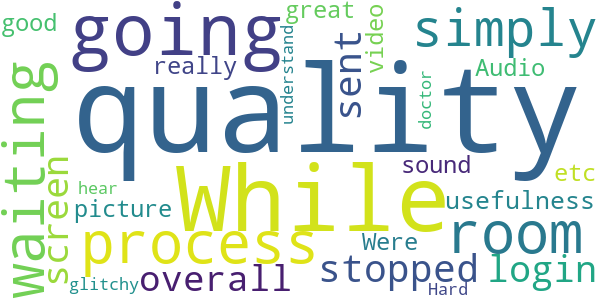 good
going
great
video
understand
simply
really
sent
Audio
doctor
waiting
quality
screen
hear
While
sound
etc
picture
usefulness
process
Were
room
glitchy
overall
stopped
Hard
login